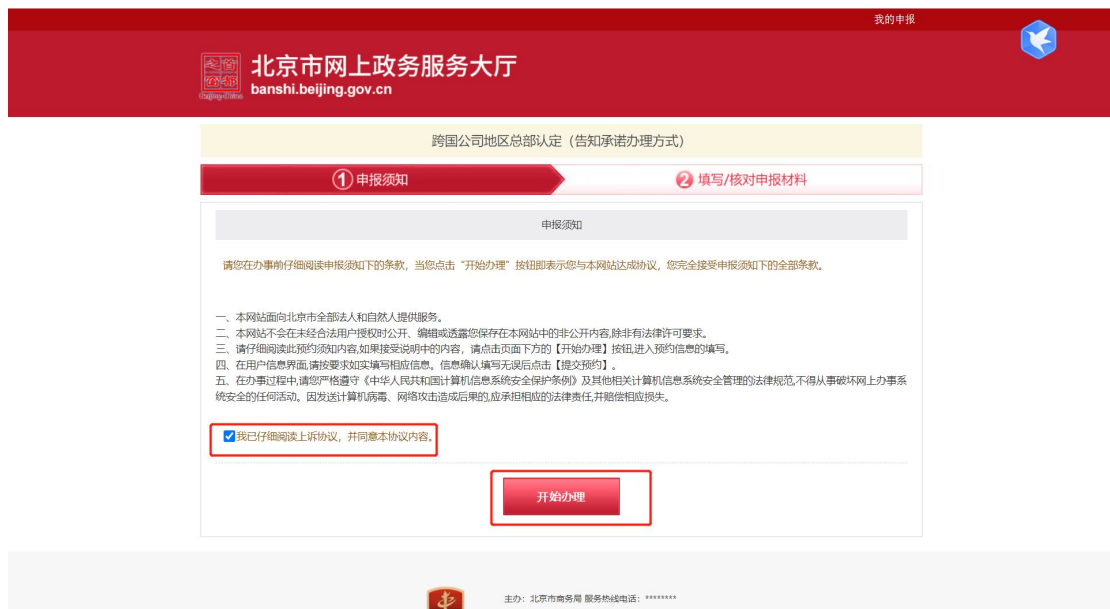 我的申报
北京市网上政务服务大厅
banshi.beijing.gov.cn
Beijing-China
跨国公司地区总部认定（告知承诺办理方式）
1 申报须知
2 填写/核对申报材料
申报须知
请您在办事前仔细阅读申报须知下的条款，当您点击“开始办理”按钮即表示您与本网站达成协议，您完全接受申报须知下的全部条款。
一、本网站面向北京市全部法人和自然人提供服务。
二、本网站不会在未经合法用户授权时公开、编辑或透露您保存在本网站中的非公开内容,除非有法律许可要求。
三、请仔细阅读此预约须知内容,如果接受说明中的内容，请点击页面下方的【开始办理】按钮,进入预约信息的填写。
四、在用户信息界面,请按要求如实填写相应信息。信息确认填写无误后点击【提交预约】。
五、在办事过程中,请您严格遵守《中华人民共和国计算机信息系统安全保护条例》及其他相关计算机信息系统安全管理的法律规范,不得从事破坏网上办事系
统安全的任何活动。因发送计算机病毒、网络攻击造成后果的,应承担相应的法律责任,并赔偿相应损失。
我已仔细阅读上诉协议，并同意本协议内容。
开始办理
主办：北京市商务局 服务热线电话：********